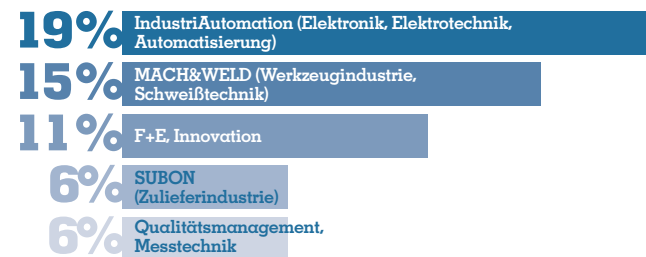 19% IndustriAutomation (Elektronik, Elektrotechnik,
Automatisierung)
15% MACH&WELD (Werkzeugindustrie,
Schweißtechnik)
11% F+E, Innovation
6% SUBON
(Zulieferindustrie)
6% Qualitätsmanagement,
Messtechnik